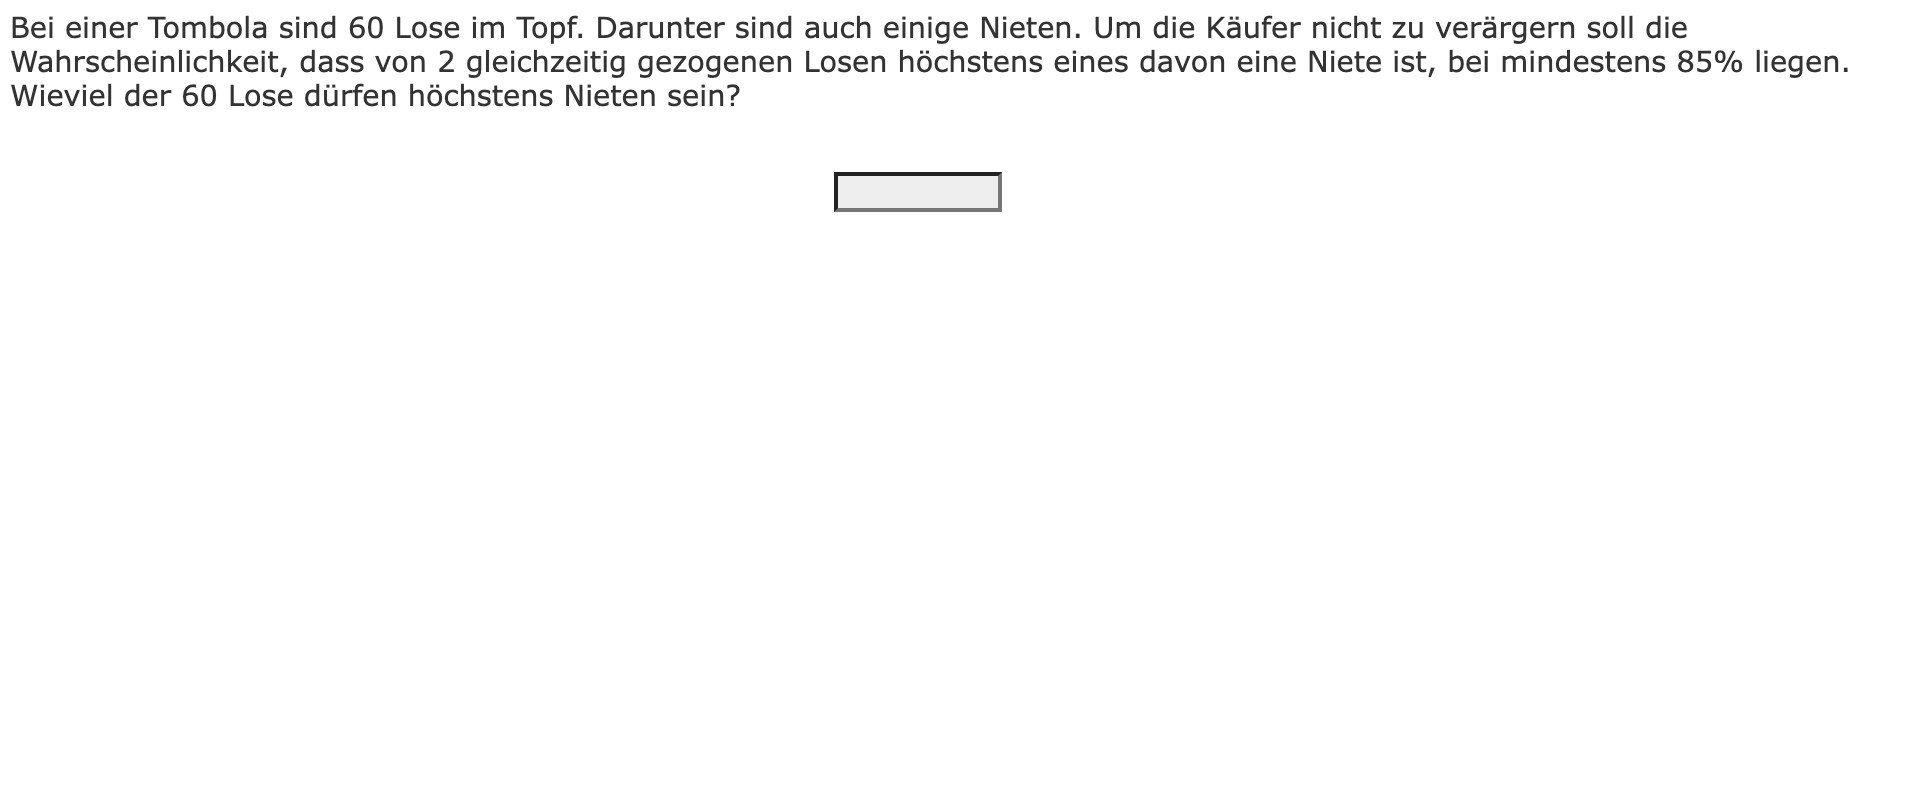 Bei einer Tombola sind 60 Lose im Topf. Darunter sind auch einige Nieten. Um die Käufer nicht zu verärgern soll die
Wahrscheinlichkeit, dass von 2 gleichzeitig gezogenen Losen höchstens eines davon eine Niete ist, bei mindestens 85% liegen.
Wieviel der 60 Lose dürfen höchstens Nieten sein?